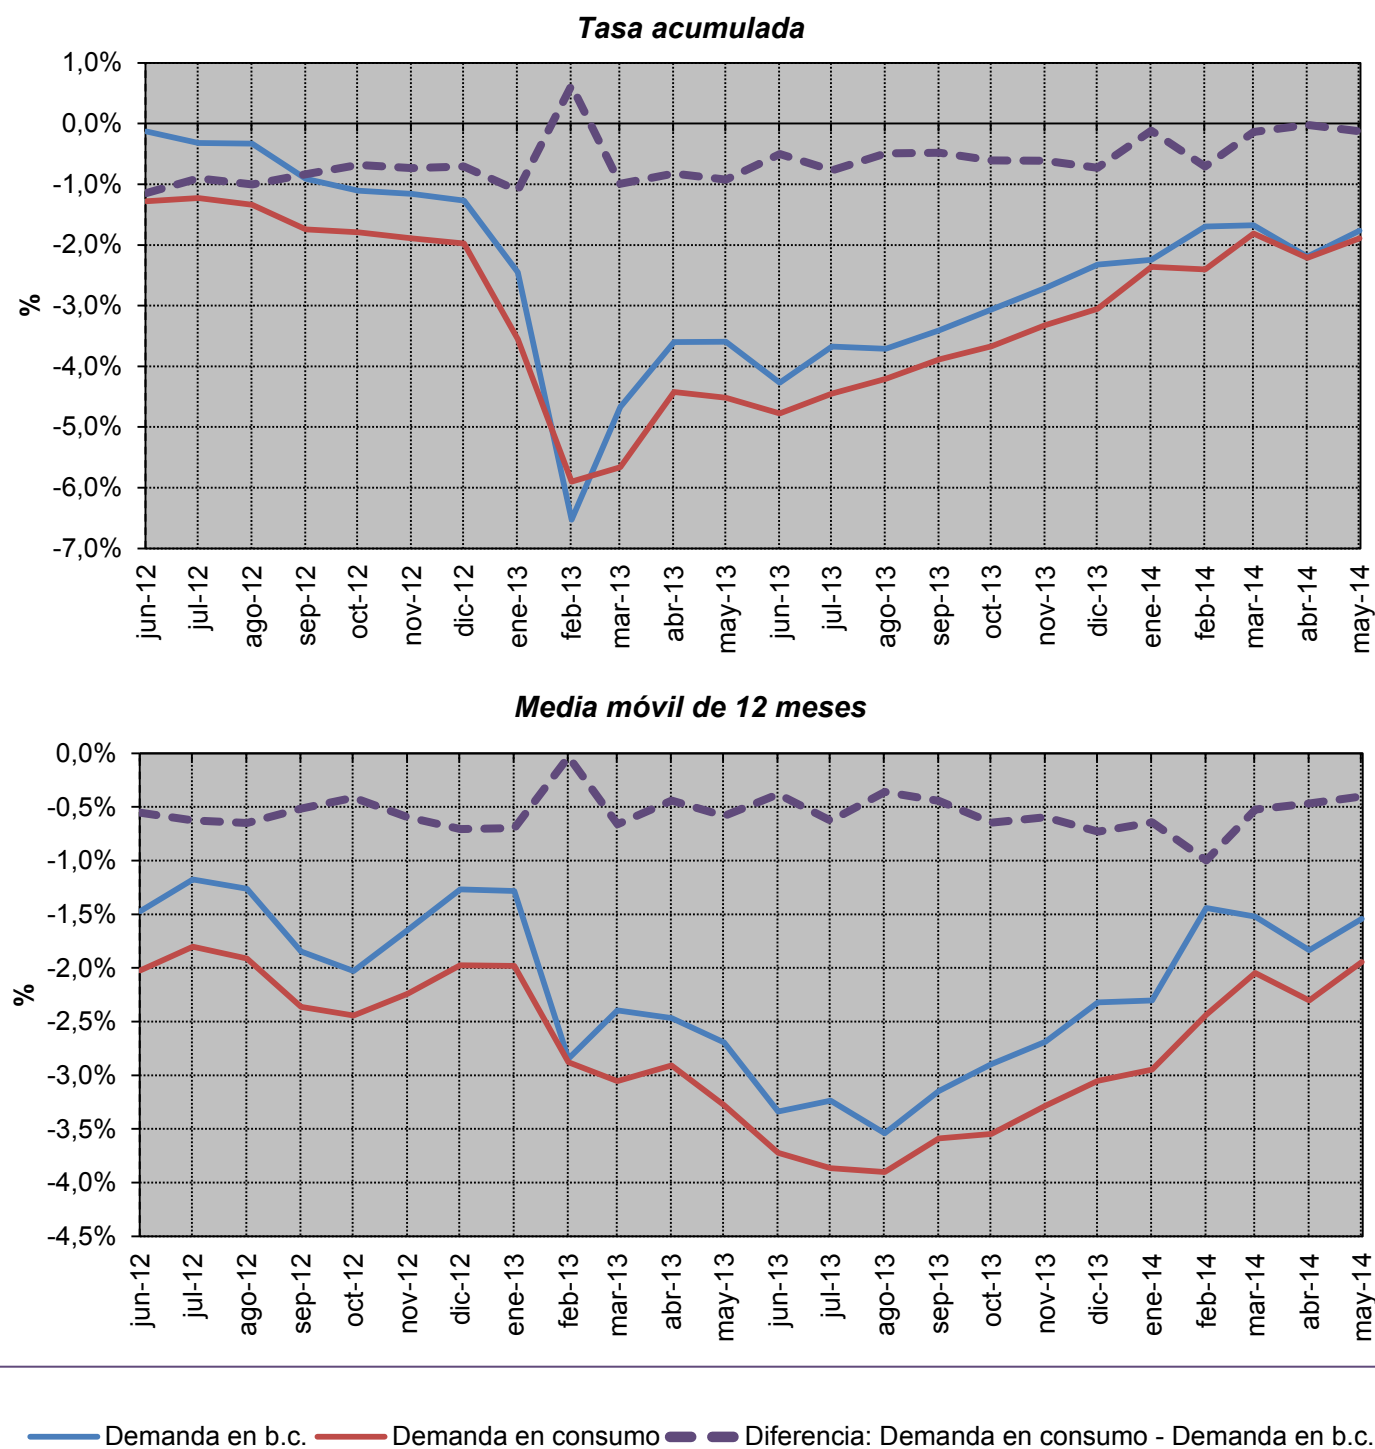 Tasa acumulada
1,0%
0,0%
-1,0%
-2,0%
-3,0%
-4,0%
-5,0%
-6,0%
-7,0%
%
jun-12
jul-12
ago-12
sep-12
oct-12
nov-12
dic-12
ene-13
feb-13
mar-13
abr-13
may-13
jun-13
jul-13
ago-13
sep-13
oct-13
nov-13
dic-13
ene-14
feb-14
mar-14
abr-14
may-14
Media móvil de 12 meses
0,0%
-0,5%
-1,0%
-1,5%
-2,0%
-2,5%
-3,0%
-3,5%
-4,0%
-4,5%
%
jun-12
jul-12
ago-12
sep-12
oct-12
nov-12
dic-12
ene-13
feb-13
mar-13
abr-13
may-13
jun-13
jul-13
ago-13
sep-13
oct-13
nov-13
dic-13
ene-14
feb-14
mar-14
abr-14
may-14
Demanda en b.c. Demanda en consumo Diferencia: Demanda en consumo - Demanda en b.c.